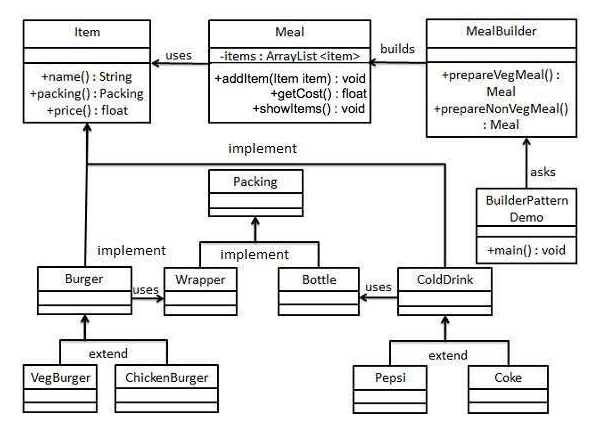 Item
+name() : String
+packing() : Packing
+price() : float
uses
Meal
-items : ArrayList <item>
+addItem(Item item) : void
+getCost() : float
+showItems() : void
builds
MealBuilder
+prepareVegMeal() :
Meal
+prepareNonVegMeal()
: Meal
implement
asks
Packing
BuilderPattern
Demo
+main() : void
implement
implement
Burger
uses
Wrapper
Bottle
uses
ColdDrink
extend
extend
VegBurger
ChickenBurger
Pepsi
Coke